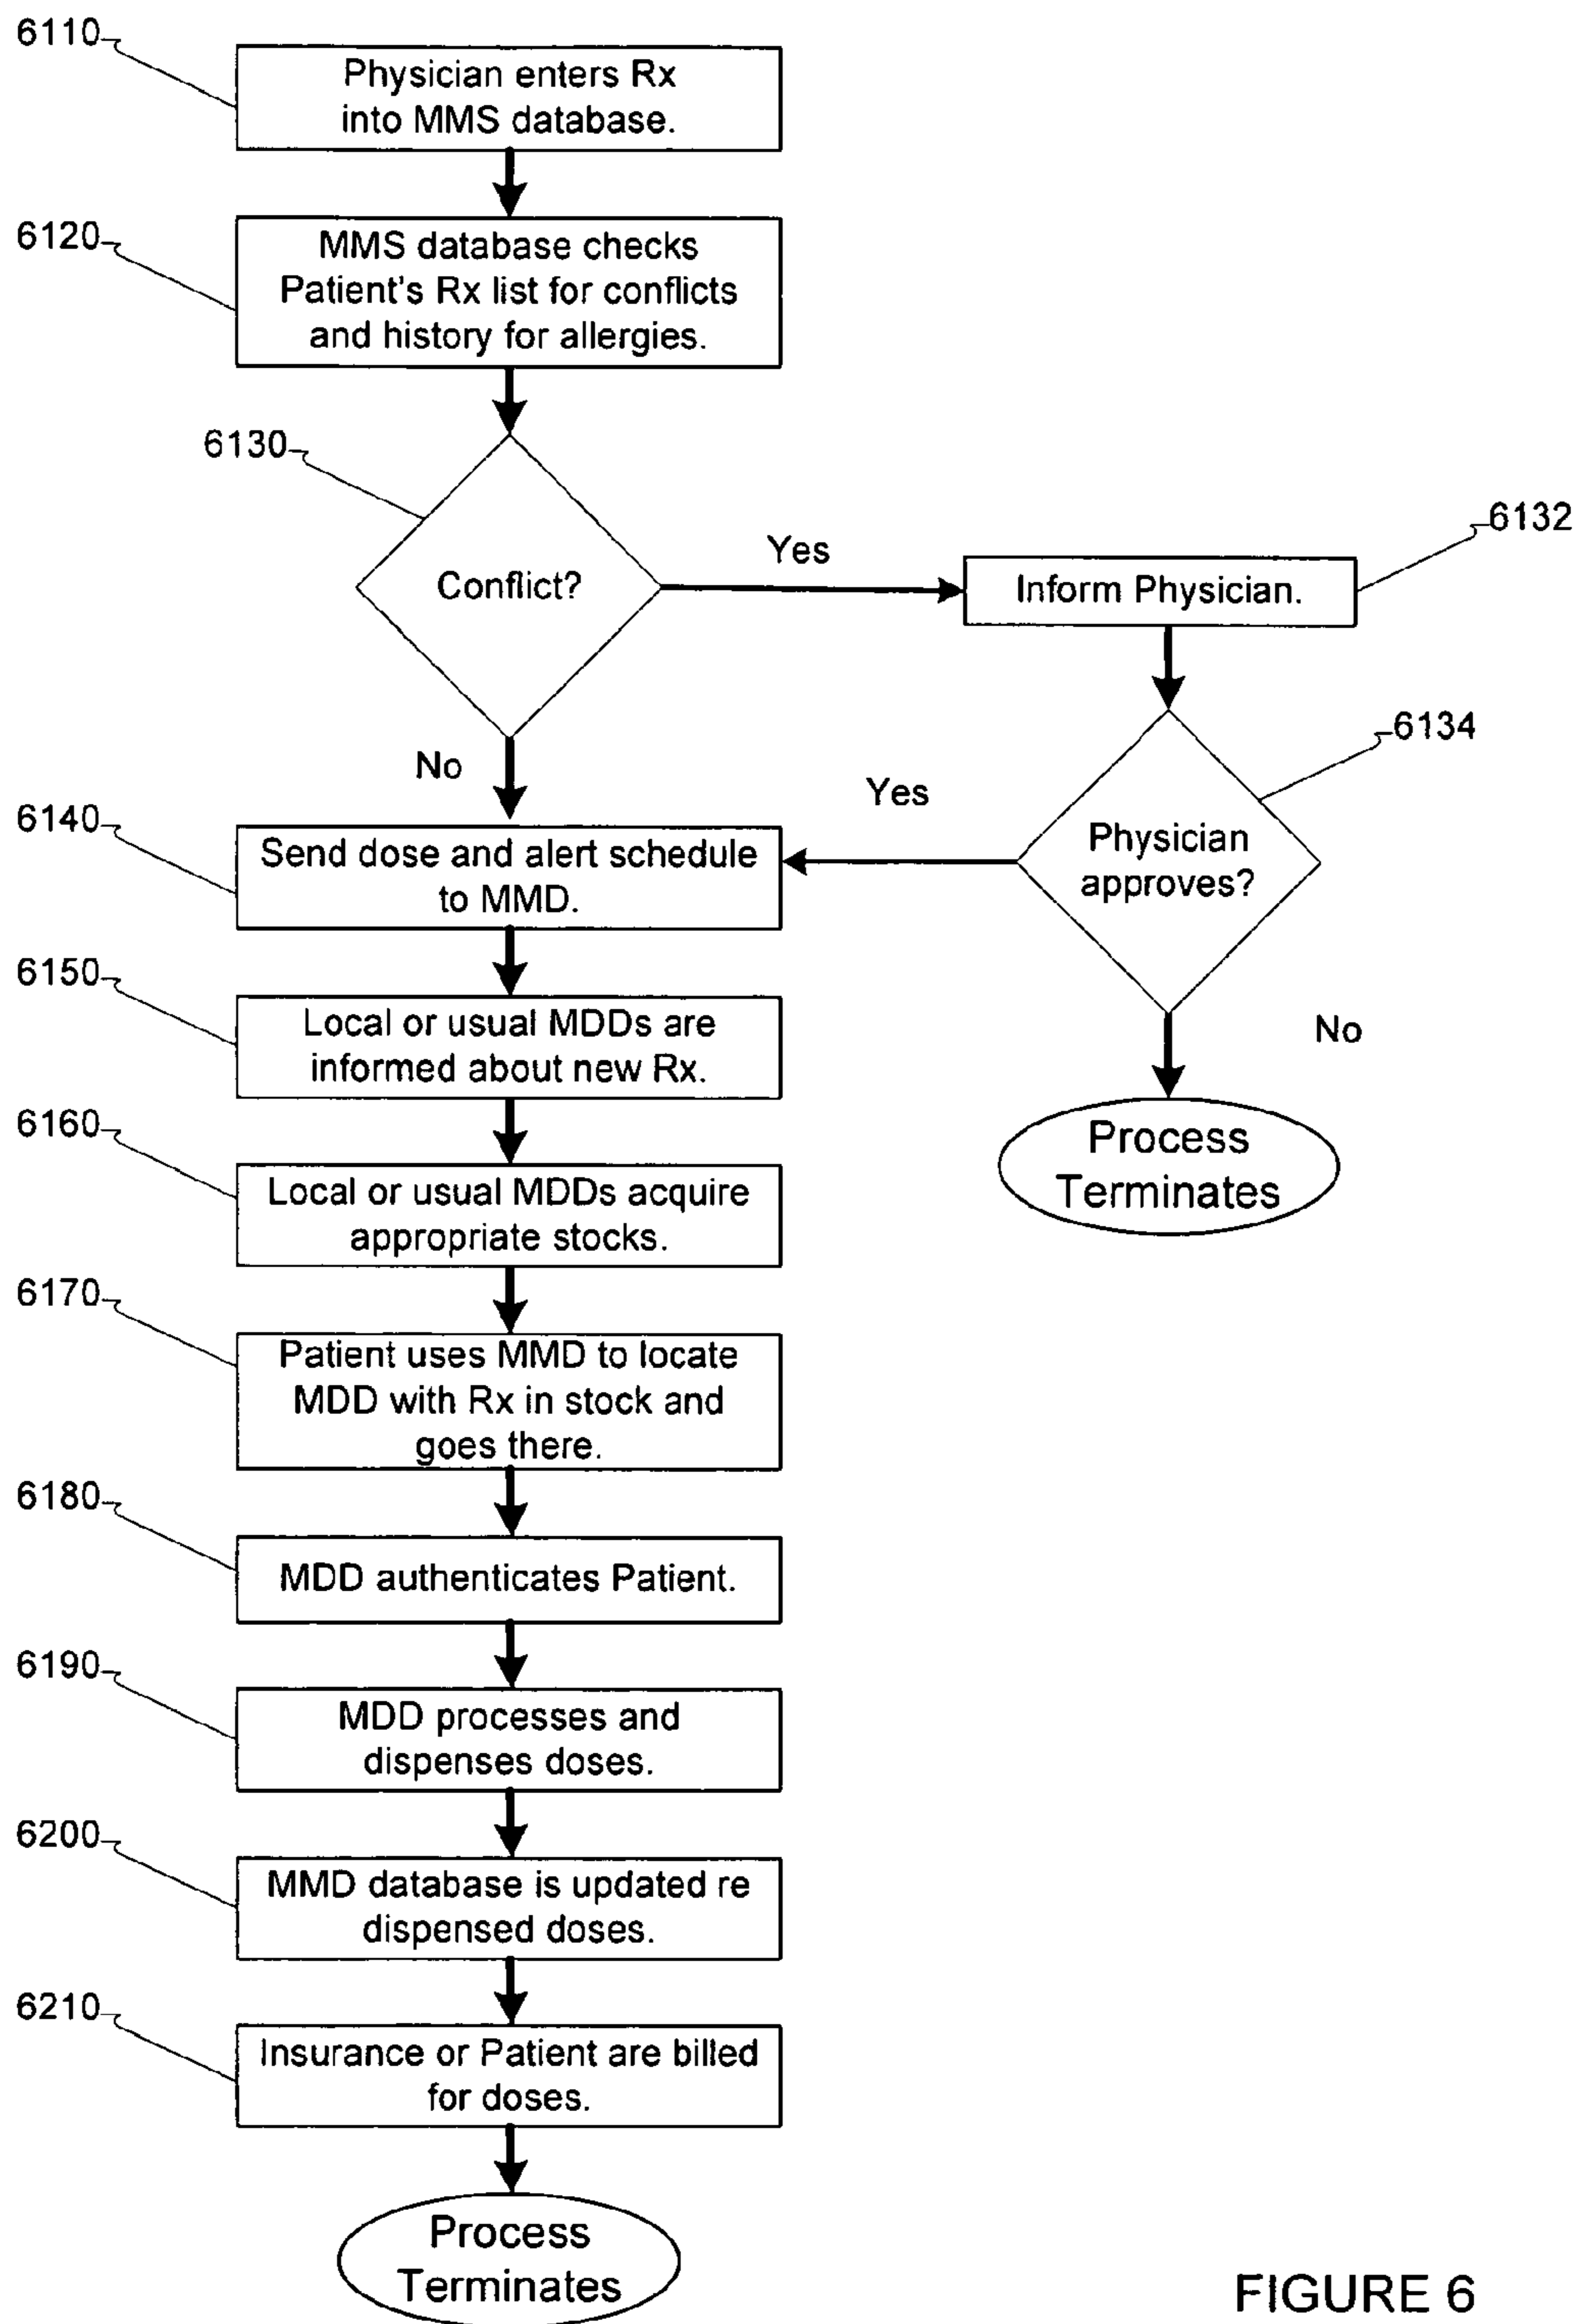 6110
Physician enters Rx
into MMS database.
6120
MMS database checks
Patient's Rx list for conflicts
and history for allergies.
6130
Conflict?
Yes
6132
Inform Physician.
6134
Physician
approves?
Yes
No
Process
Terminates
No
6140
Send dose and alert schedule
to MMD.
6150
Local or usual MDDs are
informed about new Rx.
6160
Local or usual MDDs acquire
appropriate stocks.
6170
Patient uses MMD to locate
MDD with Rx in stock and
goes there.
6180
MDD authenticates Patient.
6190
MDD processes and
dispenses doses.
6200
MMD database is updated re
dispensed doses.
6210
Insurance or Patient are billed
for doses.
Process
Terminates
FIGURE 6